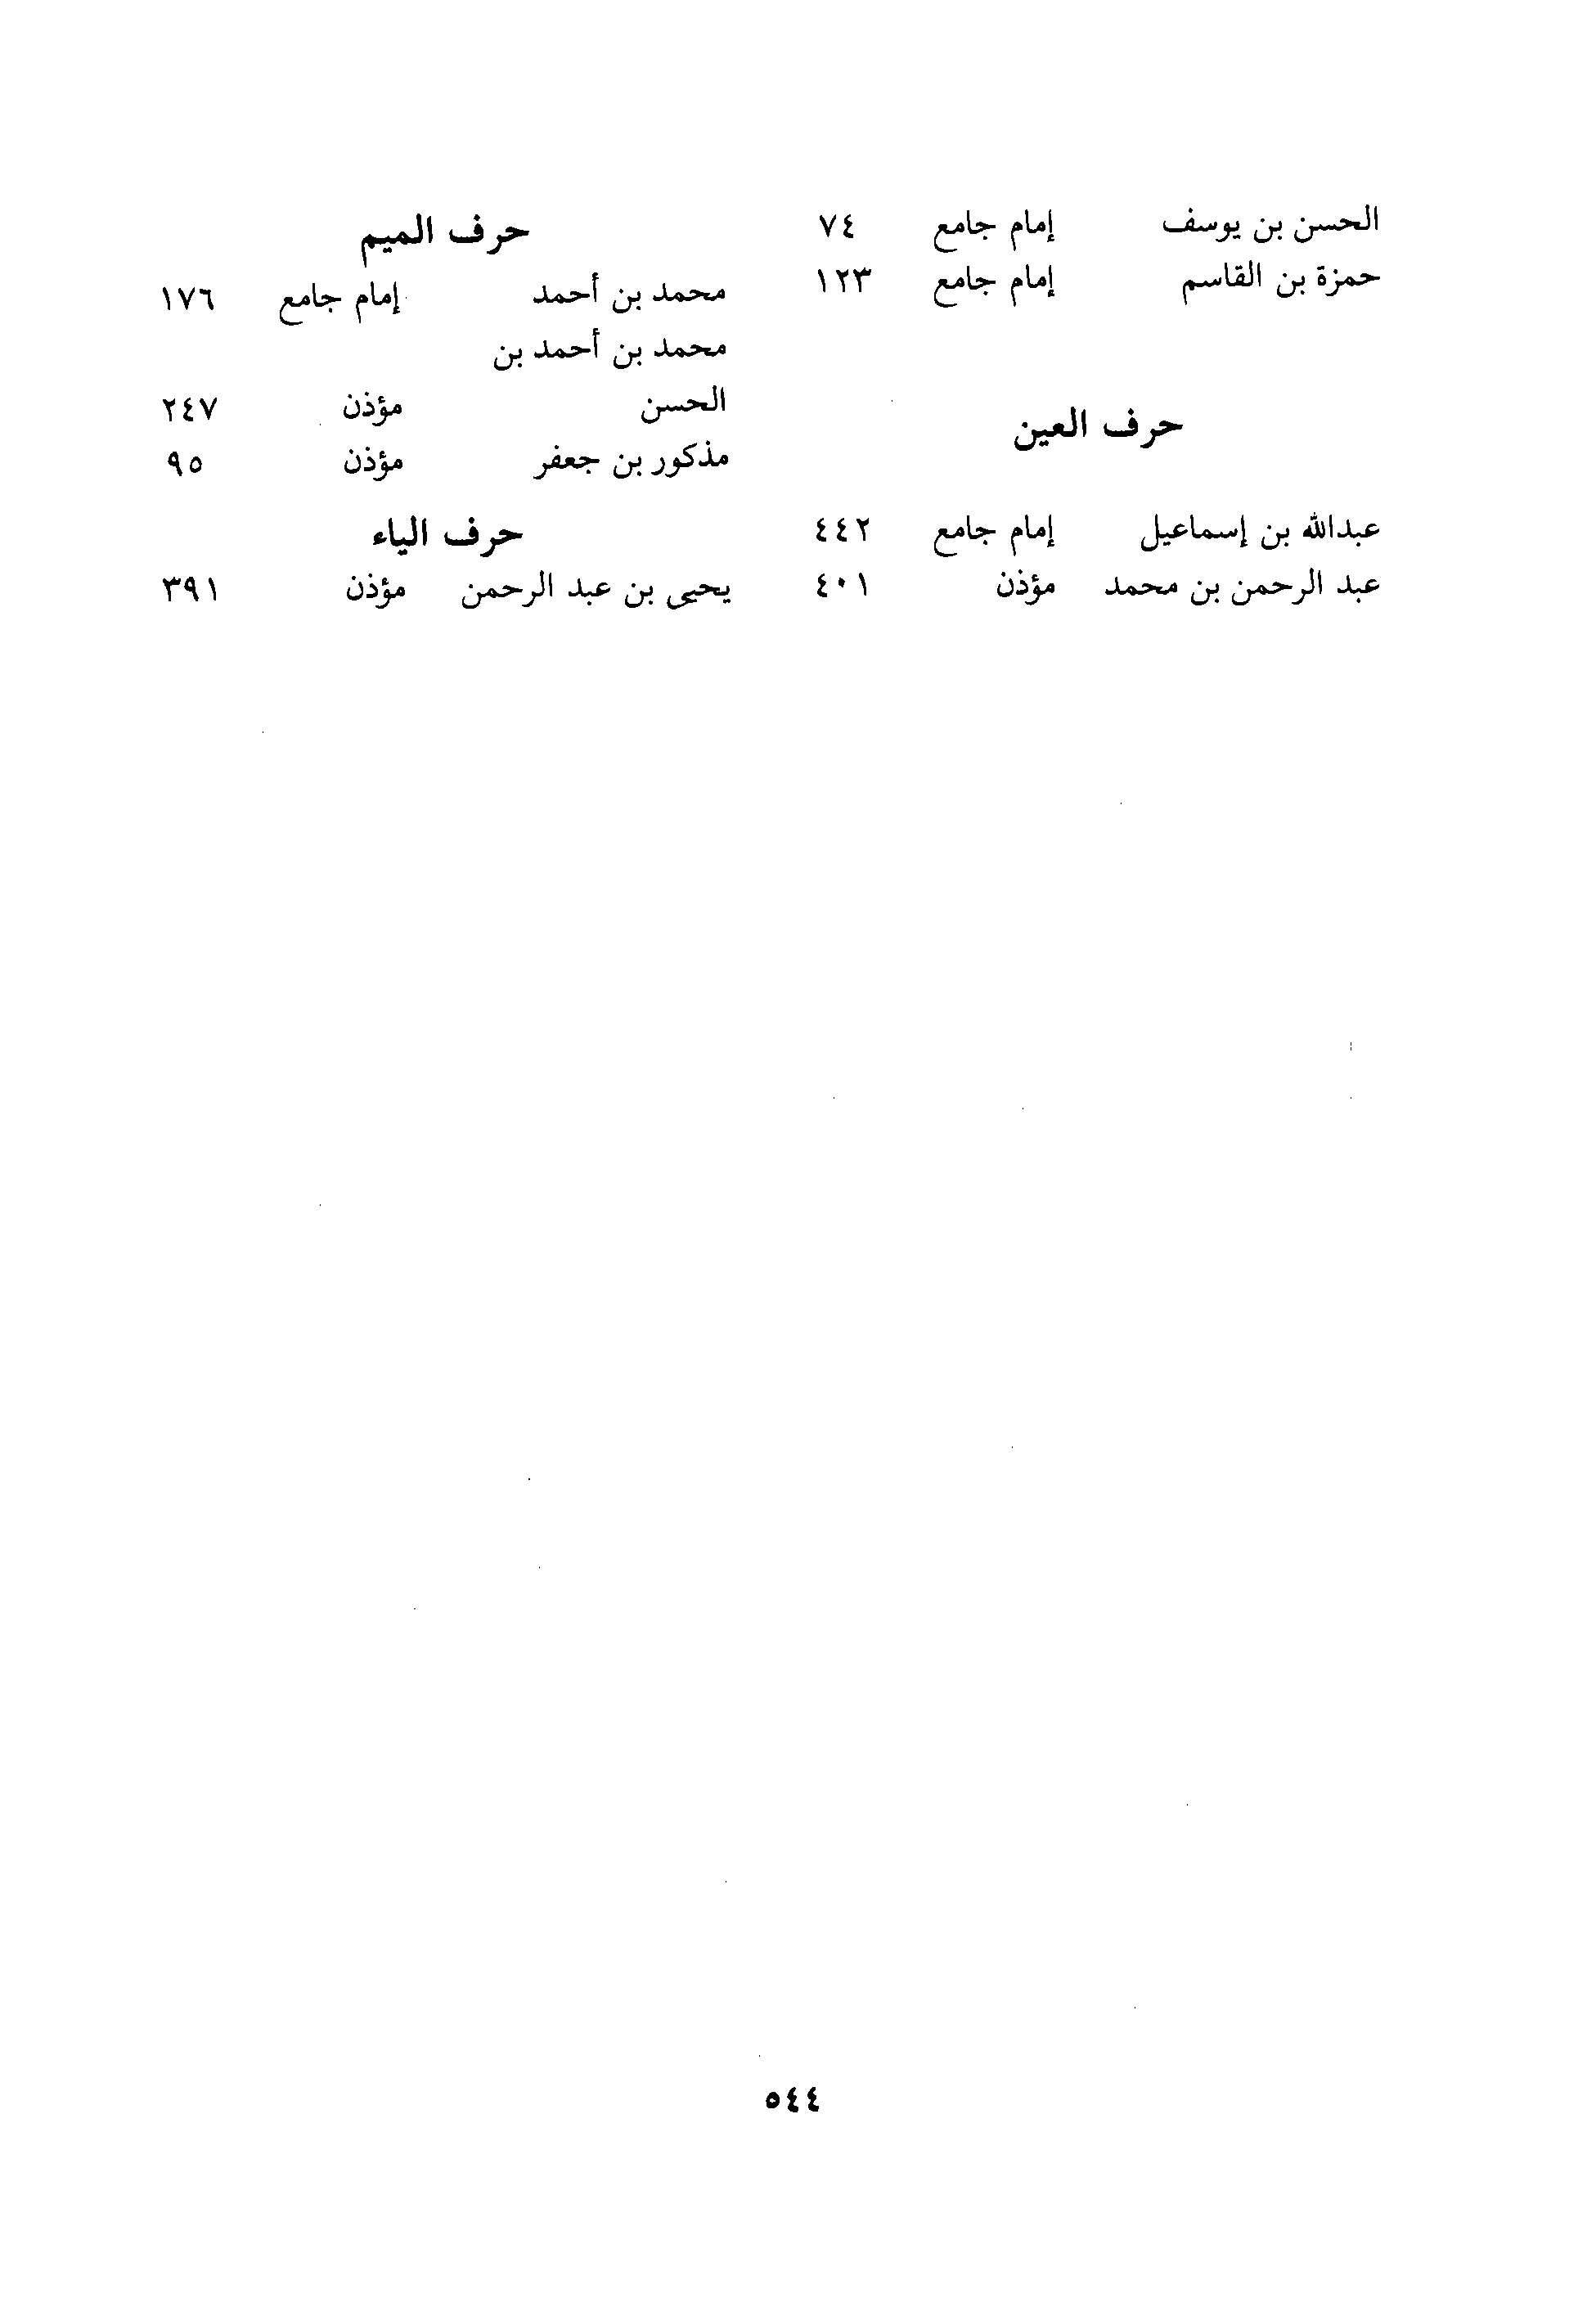 الحسن بن يوسف إمام جامع ٧٤
حمزة بن القاسم إمام جامع ١٢٣
حرف العين
عبدالله بن إسماعيل إمام جامع ٤٤٢
عبد الرحمن بن محمد مؤذن ٤٠١
حرف الميم
محمد بن أحمد إمام جامع ١٧٦
محمد بن أحمد بن
الحسن مؤذن ٢٤٧
مذكور بن جعفر مؤذن ٩٥
حرف الياء
يحيى بن عبد الرحمن مؤذن ٣٩١
٥٤٤